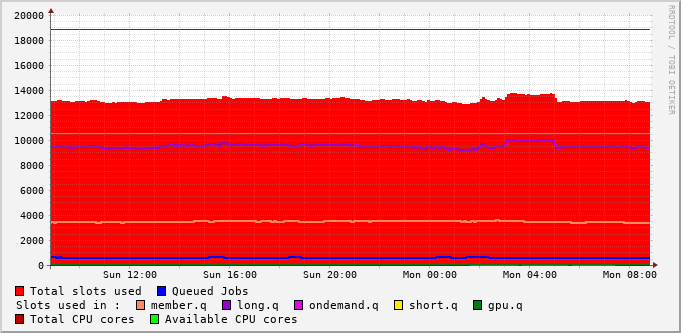 20000
18000
16000
14000
12000
10000
8000
6000
4000
2000
0
Sun 12:00 Sun 16:00 Sun 20:00 Mon 00:00 Mon 04:00 Mon 08:00
Total slots used Queued Jobs
Slots used in : member.q long.q ondemand.q short.q gpu.q
Total CPU cores Available CPU cores
RRDTOOL / TOBI OETIKER